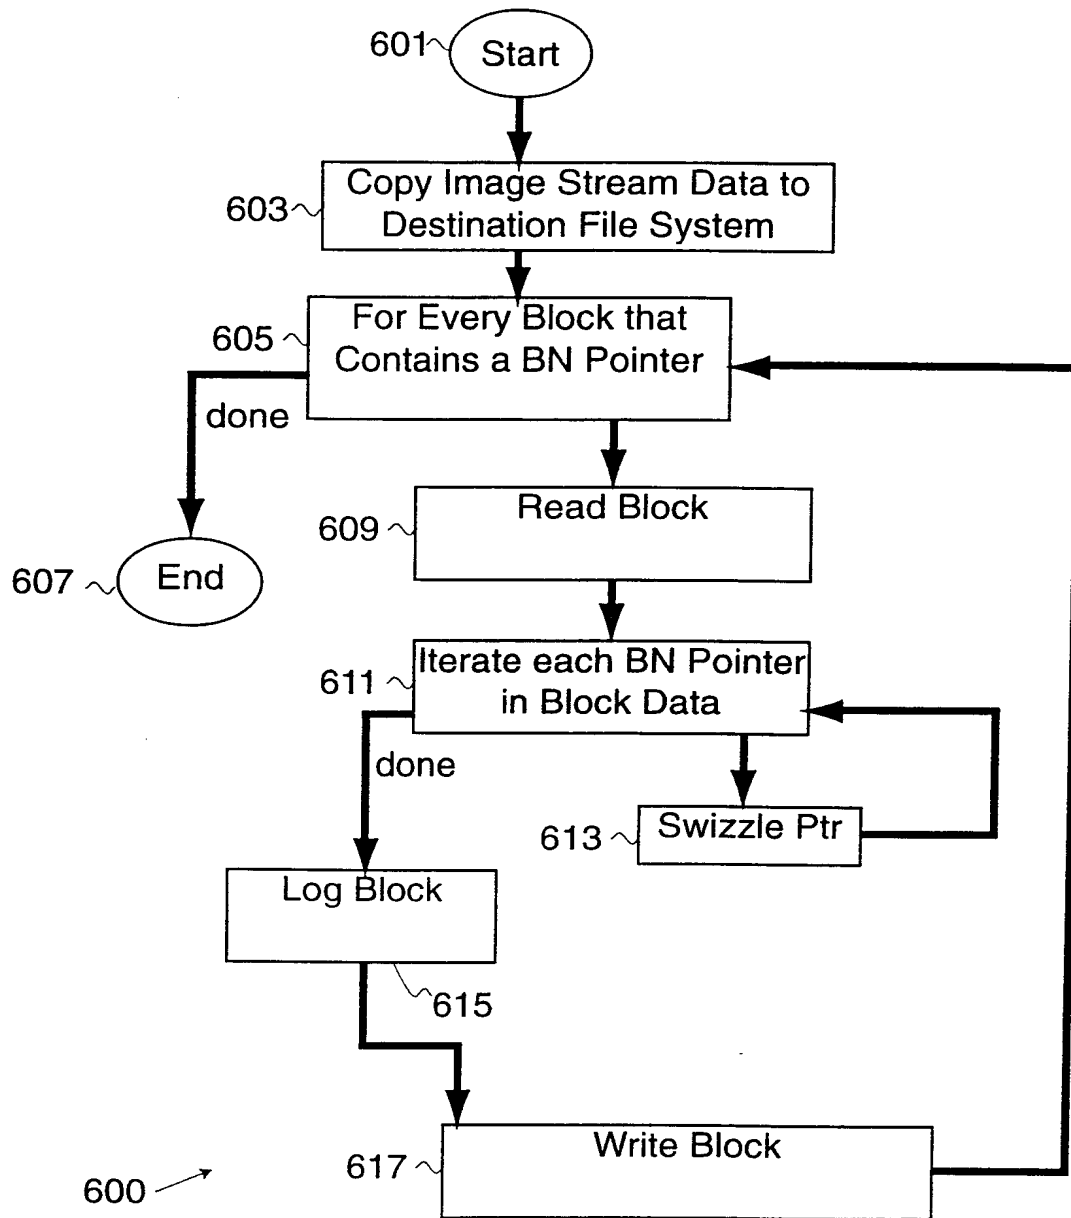 601
Start
603
Copy Image Stream Data to
Destination File System
605
For Every Block that
Contains a BN Pointer
done
609
Read Block
607
End
611
Iterate each BN Pointer
in Block Data
done
613
Swizzle Ptr
Log Block
615
617
Write Block
600